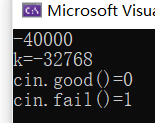 Microsoft Visua
-40000
k=-32768
cin.good()=0
cin.fail()=1